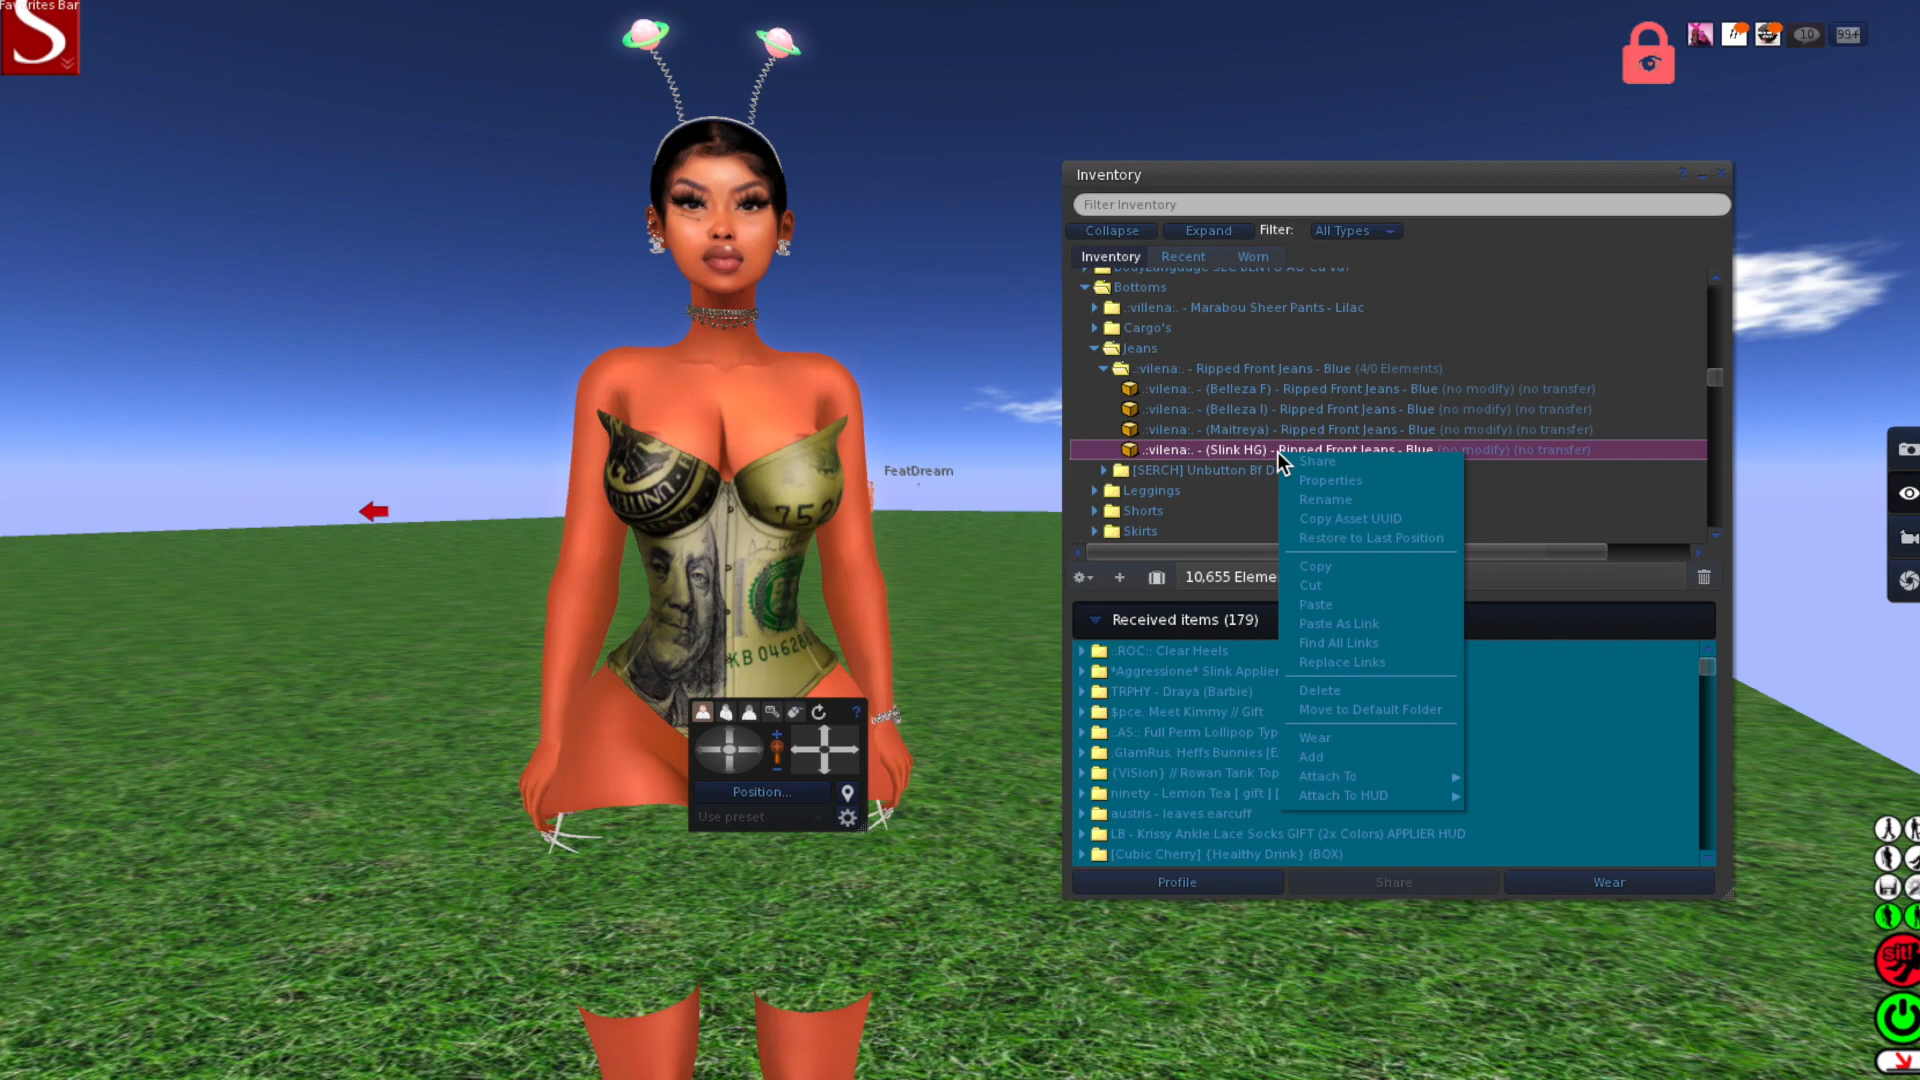 Favorites Bar
S
10
99+
FeatDream
Inventory
?
Filter Inventory
Collapse
Expand
Filter:
All Types
Inventory
Recent
Worn
Bottoms
.:villena:. - Marabou Sheer Pants - Lilac
Cargo's
Jeans
.:vilena:. - Ripped Front Jeans - Blue (4/0 Elements)
.:vilena:. - (Belleza F) - Ripped Front Jeans - Blue (no modify) (no transfer)
.:vilena:. - (Belleza I) - Ripped Front Jeans - Blue (no modify) (no transfer)
.:vilena:. - (Maitreya) - Ripped Front Jeans - Blue (no modify) (no transfer)
.:vilena:. - (Slink HG) - Ripped Front Jeans - Blue (no modify) (no transfer)
[SERCH] Unbutton Bf D
Leggings
Shorts
Skirts
Share
Properties
Rename
Copy Asset UUID
Restore to Last Position
Copy
Cut
Paste
Paste As Link
Find All Links
Replace Links
Delete
Move to Default Folder
Wear
Add
Attach To
Attach To HUD
10,655 Eleme
Received items (179)
::ROC:: Clear Heels
*Aggressione* Slink Applier
TRPHY - Draya (Barbie)
$pce. Meet Kimmy // Gift
::AS:: Full Perm Lollipop Typ
.GlamRus. Heffs Bunnies [E
{ViSion} // Rowan Tank Top
ninety - Lemon Tea [ gift ] [
austris - leaves earcuff
LB - Krissy Ankle Lace Socks GIFT (2x Colors) APPLIER HUD
[Cubic Cherry] {Healthy Drink} (BOX)
Profile
Share
Wear
UNITED
752
KB 04628
?
Position...
Use preset
sit!